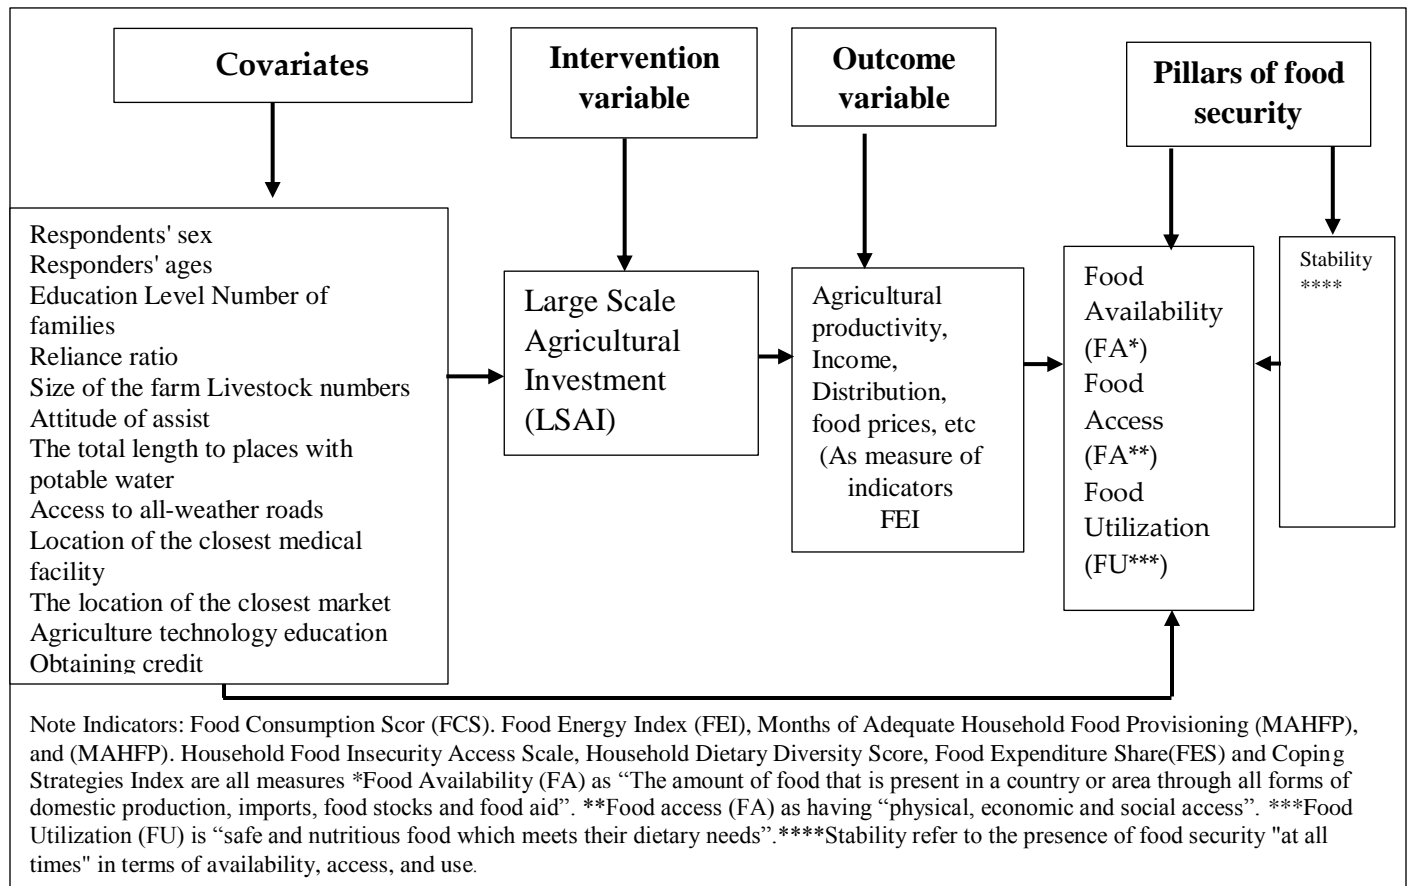 Covariates
Intervention
variable
Outcome
variable
Pillars of food
security
Respondents' sex
Responders' ages
Education Level Number of
families
Reliance ratio
Size of the farm Livestock numbers
Attitude of assist
The total length to places with
potable water
Access to all-weather roads
Location of the closest medical
facility
The location of the closest market
Agriculture technology education
Obtaining credit
Large Scale
Agricultural
Investment
(LSAI)
Agricultural
productivity,
Income,
Distribution,
food prices, etc
(As measure of
indicators
FEI
Food
Availability
(FA*)
Food
Access
(FA**)
Food
Utilization
(FU***)
Stability
****
Note Indicators: Food Consumption Scor (FCS). Food Energy Index (FEI), Months of Adequate Household Food Provisioning (MAHFP),
and (MAHFP). Household Food Insecurity Access Scale, Household Dietary Diversity Score, Food Expenditure Share(FES) and Coping
Strategies Index are all measures *Food Availability (FA) as “The amount of food that is present in a country or area through all forms of
domestic production, imports, food stocks and food aid”. **Food access (FA) as having “physical, economic and social access”. ***Food
Utilization (FU) is “safe and nutritious food which meets their dietary needs”.****Stability refer to the presence of food security "at all
times" in terms of availability, access, and use.